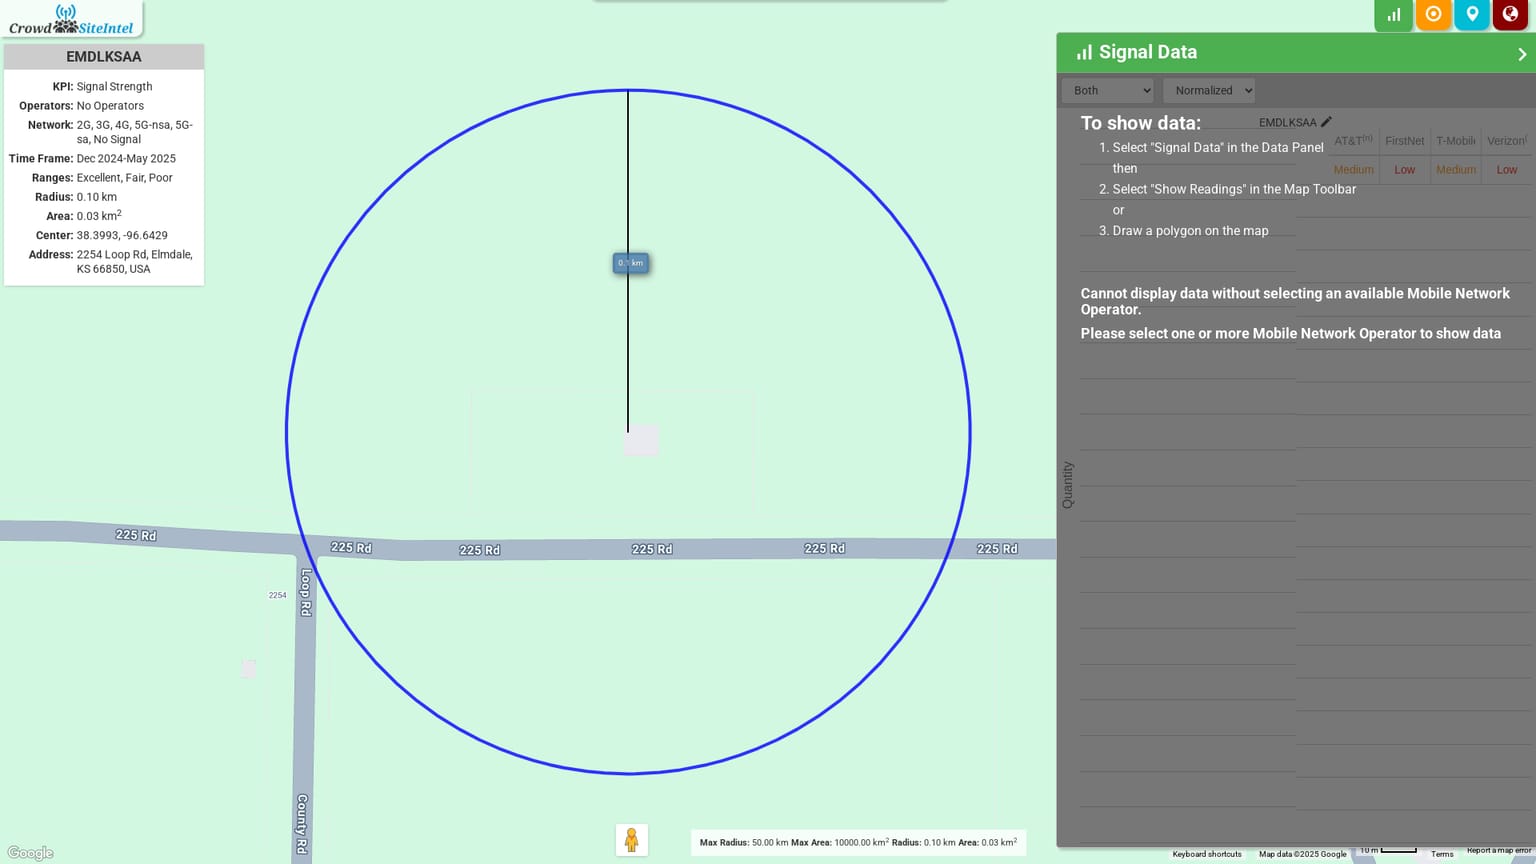 Crowd SiteIntel
EMDLKSAA
KPI: Signal Strength
Operators: No Operators
Network: 2G, 3G, 4G, 5G-nsa, 5G-
sa, No Signal
Time Frame: Dec 2024-May 2025
Ranges: Excellent, Fair, Poor
Radius: 0.10 km
Area: 0.03 km2
Center: 38.3993, -96.6429
Address: 2254 Loop Rd, Elmdale,
KS 66850, USA
0.1 km
225 Rd
225 Rd
225 Rd
225 Rd
225 Rd
225 Rd
Loop Rd
2254
County Rd
Google
Max Radius: 50.00 km Max Area: 10000.00 km2 Radius: 0.10 km Area: 0.03 km2
Signal Data
Both
Normalized
To show data:
EMDLKSAA
AT&T(n) FirstNet T-Mobile Verizon(
Medium Low Medium Low
1. Select "Signal Data" in the Data Panel
then
2. Select "Show Readings" in the Map Toolbar
or
3. Draw a polygon on the map
Cannot display data without selecting an available Mobile Network
Operator.
Please select one or more Mobile Network Operator to show data
Quantity
Keyboard shortcuts
Map data ©2025 Google
10 m
Terms
Report a map error